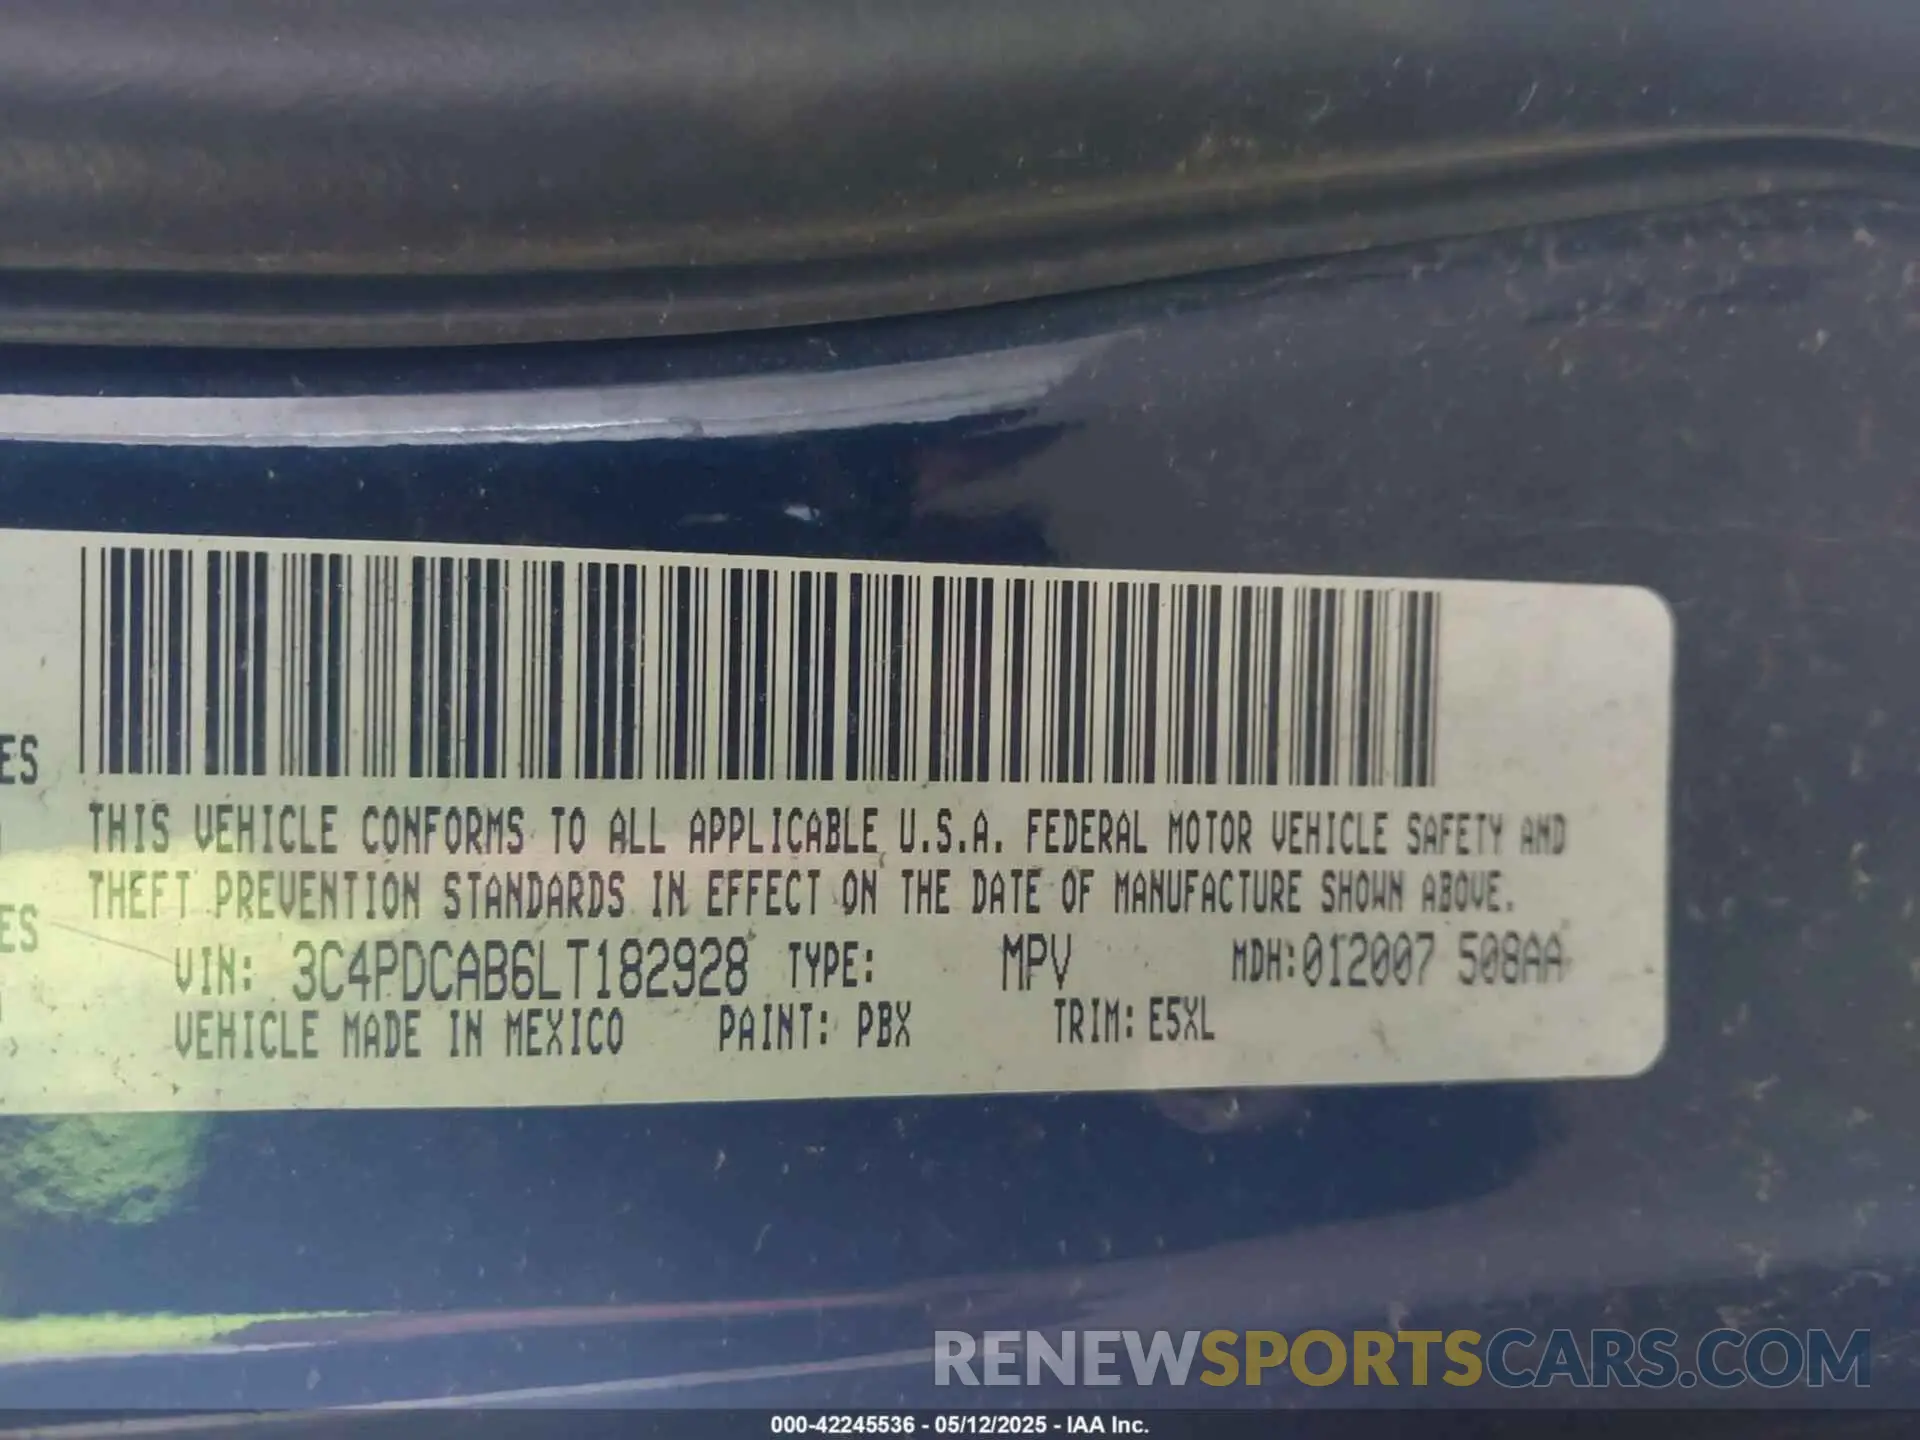 ES
THIS VEHICLE CONFORMS TO ALL APPLICABLE U.S.A. FEDERAL MOTOR VEHICLE SAFETY AND
THEFT PREVENTION STANDARDS IN EFFECT ON THE DATE OF MANUFACTURE SHOWN ABOVE.
ES
VIN: 3C4PDCAB6LT182928 TYPE: MPV MDH:012007 508AA
VEHICLE MADE IN MEXICO PAINT: PBX TRIM: E5XL
RENEWSPORTSCARS.COM
000-42245536 - 05/12/2025 - IAA Inc.